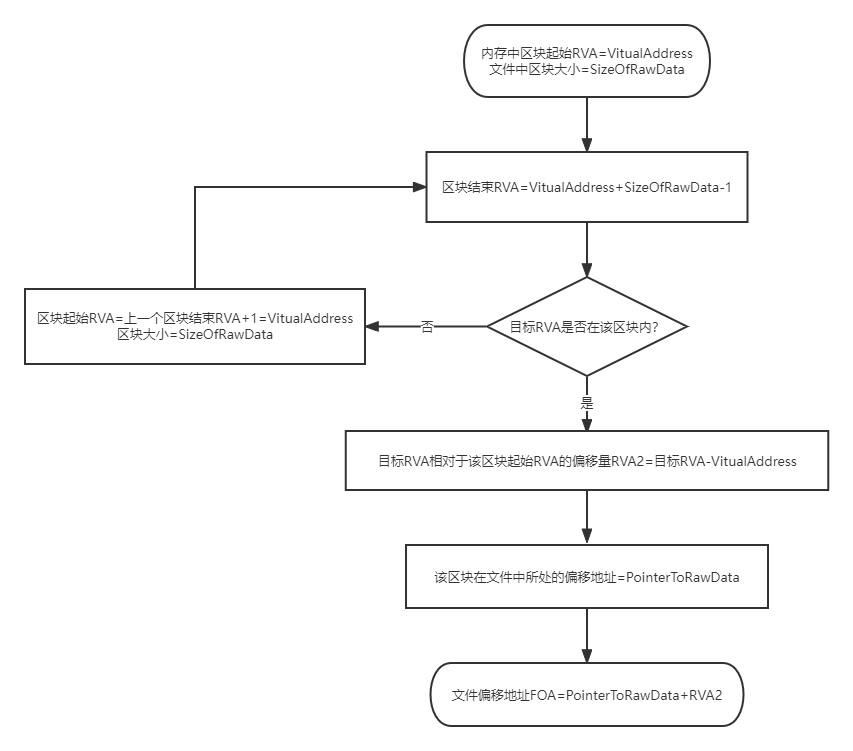 内存中区块起始RVA=VitualAddress
文件中区块大小=SizeOfRawData
区块结束RVA=VitualAddress+SizeOfRawData-1
目标RVA是否在该区块内?
否
区块起始RVA=上一个区块结束RVA+1=VitualAddress
区块大小=SizeOfRawData
是
目标RVA相对于该区块起始RVA的偏移量RVA2=目标RVA-VitualAddress
该区块在文件中所处的偏移地址=PointerToRawData
文件偏移地址FOA=PointerToRawData+RVA2